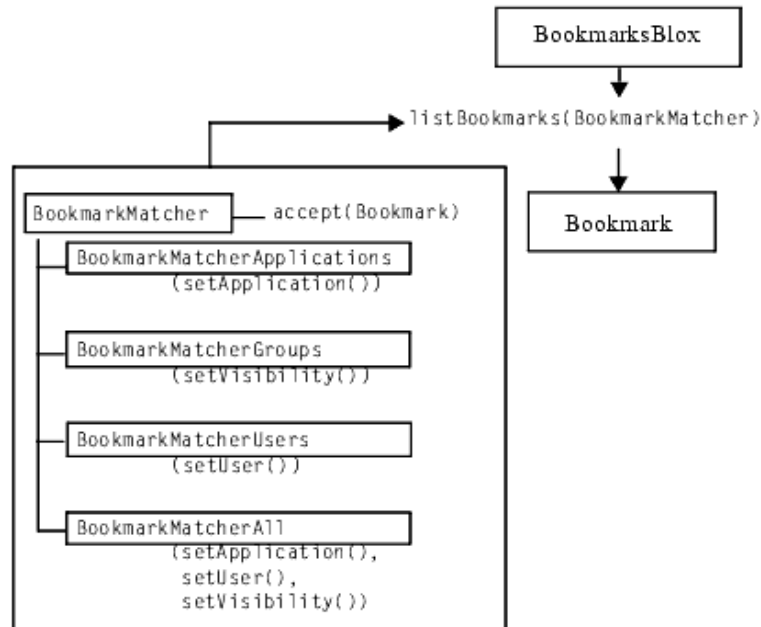 BookmarksBlox
listBookmarks(BookmarkMatcher)
Bookmark
BookmarkMatcher
accept(Bookmark)
BookmarkMatcherApplications
(setApplication())
BookmarkMatcherGroups
(setVisibility())
BookmarkMatcherUsers
(setUser())
BookmarkMatcherAll
(setApplication(),
setUser(),
setVisibility())